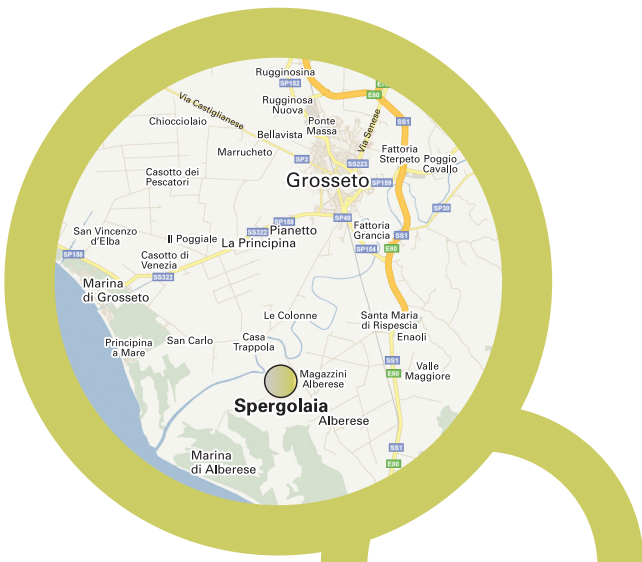 Rugginosina
E80
SP152
Via Castiglianese
Rugginosa
Nuova
Chiocciolaio
Ponte
Massa
Via Senese
SS1
Bellavista
Marrucheto
SP3
SS223
Fattoria
Sterpeto
Poggio
Cavallo
Casotto dei
Pescatori
Grosseto
SP159
SP30
SP40
San Vincenzo
d'Elba
Il Poggiale
SS322
SP158
Pianetto
La Principina
Fattoria
Grancia
SS1
SP154
E80
SP158
Casotto di
Venezia
SS322
Marina
di Grosseto
Le Colonne
Santa Maria
di Rispescia
Enaoli
Principina
a Mare
San Carlo
Casa
Trappola
SS1
E80
Valle
Maggiore
Magazzini
Alberese
Spergolaia
Alberese
SS1
E80
Marina
di Alberese